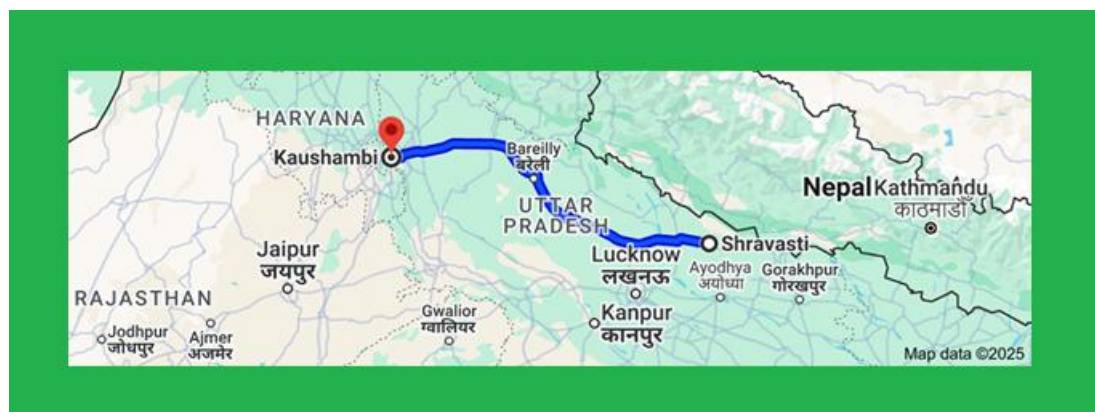 HARYANA
Kaushambi
Bareilly
बरेली
UTTAR
PRADESH
Nepal
Kathmandu
काठमाडौं
Shravasti
Lucknow
लखनऊ
Ayodhya
अयोध्या
Gorakhpur
गोरखपुर
Jaipur
जयपुर
RAJASTHAN
Jodhpur
जोधपुर
Ajmer
अजमेर
Gwalior
ग्वालियर
Kanpur
कानपुर
Map data ©2025